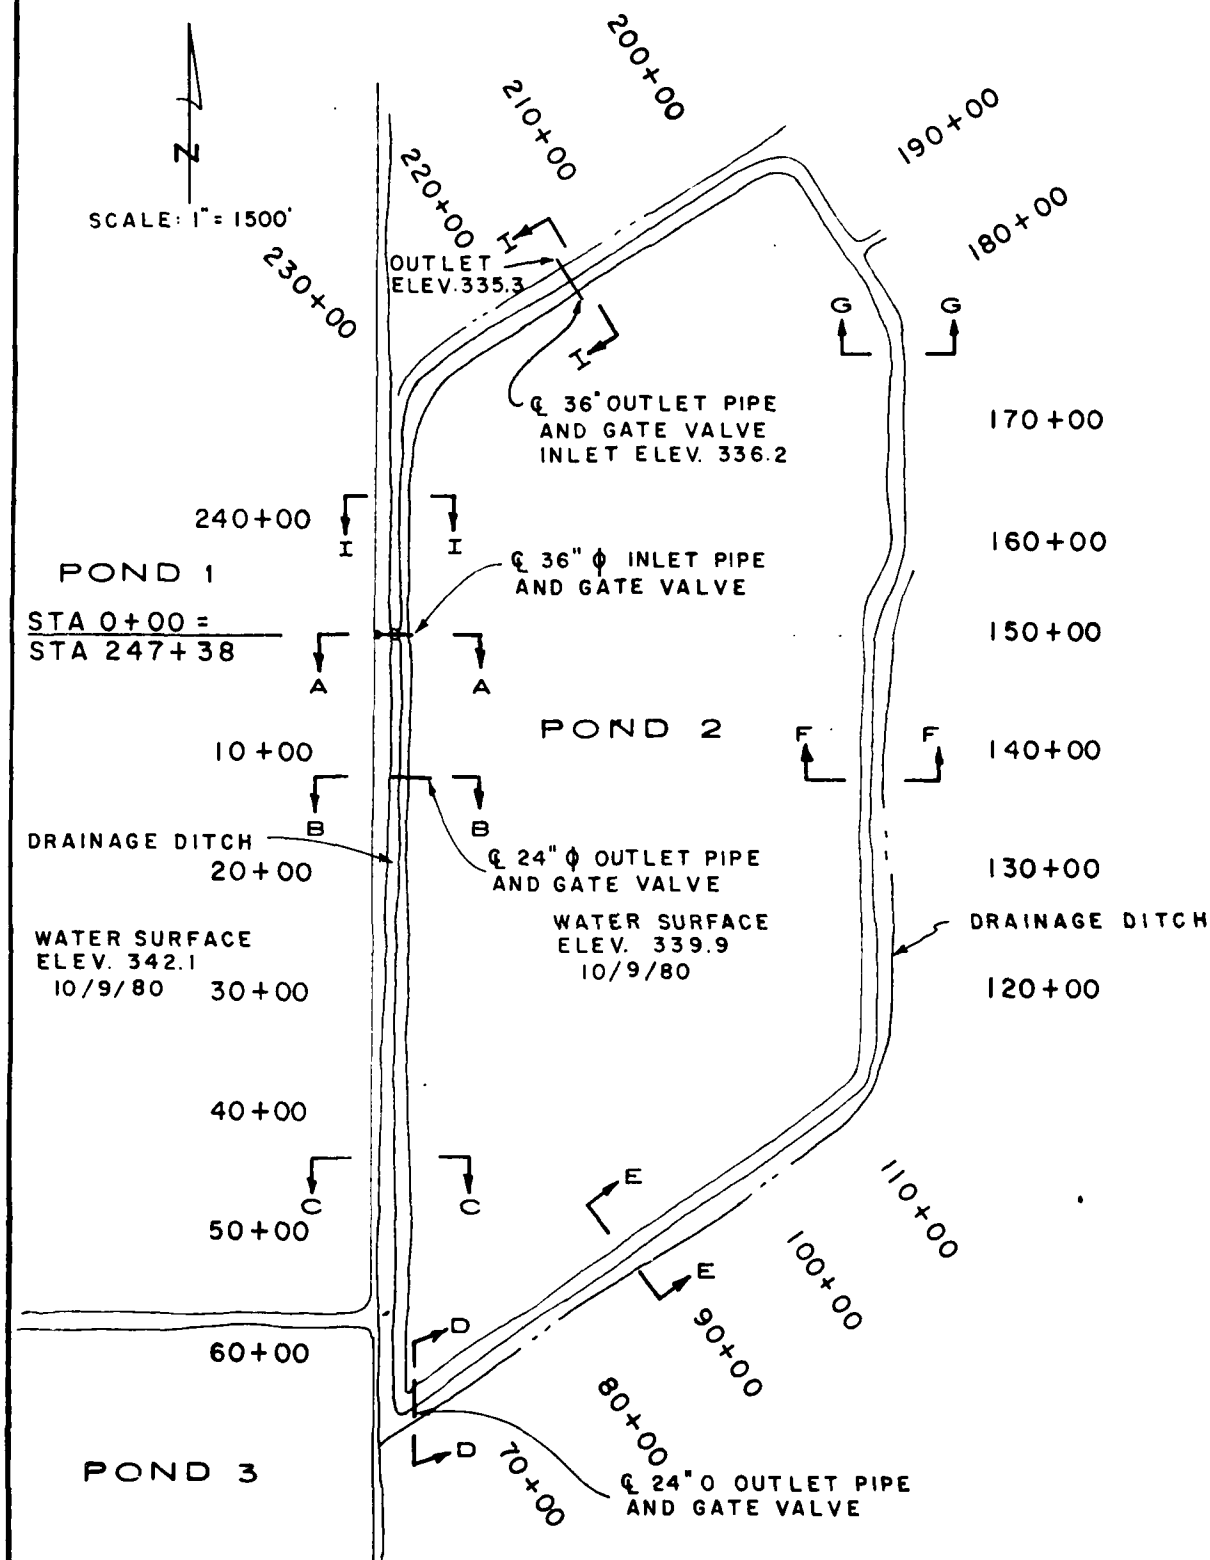 200+00
210+00
190+00
N
220+00
SCALE: 1" = 1500'
180+00
230+00
I
OUTLET
ELEV. 335.3
I
G G
℄ 36" OUTLET PIPE
AND GATE VALVE
INLET ELEV. 336.2
170+00
240+00
I I
160+00
℄ 36" ϕ INLET PIPE
AND GATE VALVE
POND 1
STA 0+00 =
STA 247+38
150+00
A A
POND 2
F F
10+00
140+00
B B
DRAINAGE DITCH
℄ 24" ϕ OUTLET PIPE
AND GATE VALVE
20+00
130+00
WATER SURFACE
ELEV. 339.9
10/9/80
DRAINAGE DITCH
WATER SURFACE
ELEV. 342.1
10/9/80
30+00
120+00
40+00
110+00
E
C C
50+00
100+00
E
90+00
D
60+00
80+00
D
70+00
POND 3
℄ 24" O OUTLET PIPE
AND GATE VALVE